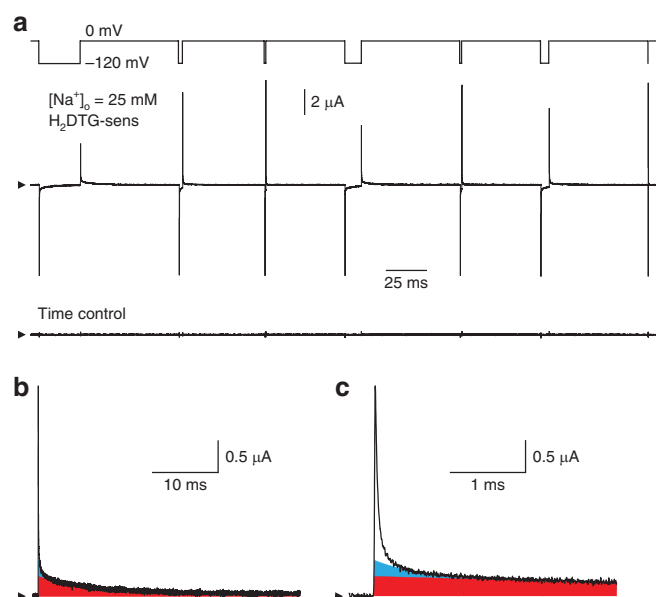 a
0 mV
–120 mV
[Na⁺]ₒ = 25 mM
H₂DTG-sens
2 μA
25 ms
Time control
b
c
0.5 μA
10 ms
0.5 μA
1 ms